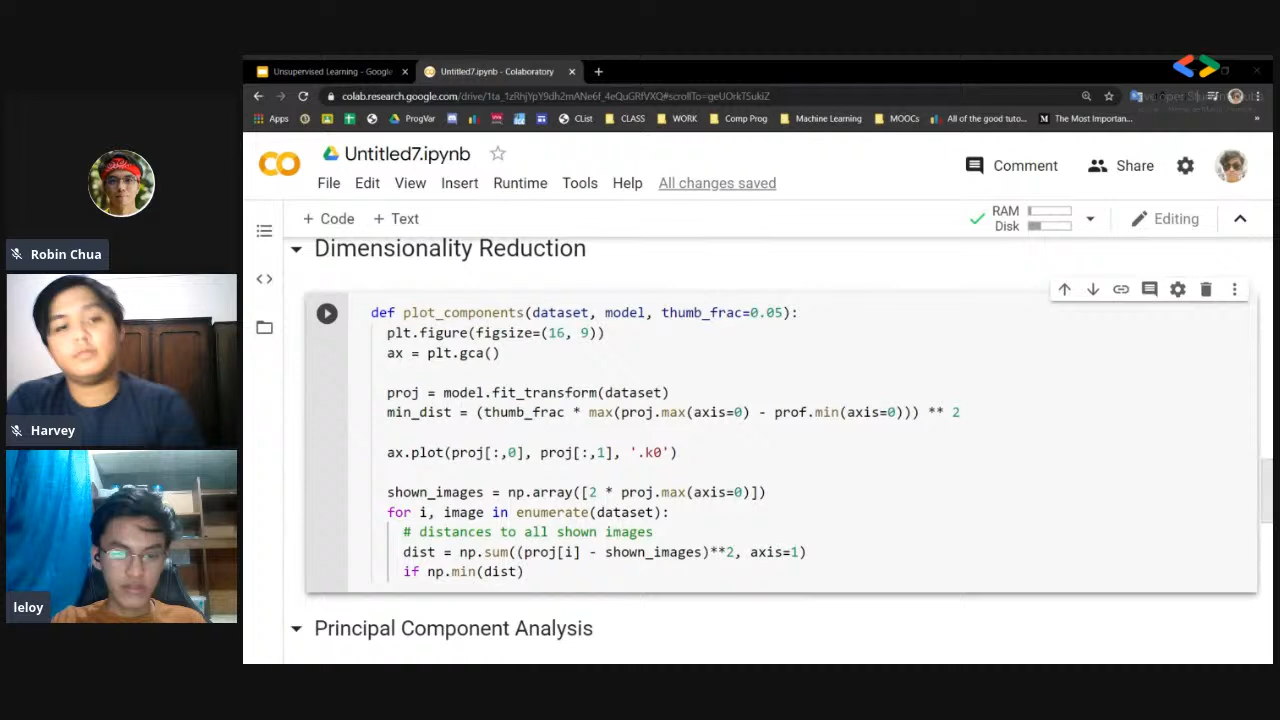 Unsupervised Learning - Google
Untitled7.ipynb - Colaboratory
colab.research.google.com/drive/
Apps
ProgVar
CList
CLASS
WORK
Comp Prog
Machine Learning
MOOCs
All of the good tuto...
The Most Importan...
Untitled7.ipynb
File Edit View Insert Runtime Tools Help All changes saved
Comment
Share
+ Code + Text
RAM
Disk
Editing
Dimensionality Reduction
def plot_components(dataset, model, thumb_frac=0.05):
plt.figure(figsize=(16, 9))
ax = plt.gca()
proj = model.fit_transform(dataset)
min_dist = (thumb_frac * max(proj.max(axis=0) - prof.min(axis=0))) ** 2
ax.plot(proj[:,0], proj[:,1], '.k0')
shown_images = np.array([2 * proj.max(axis=0)])
for i, image in enumerate(dataset):
# distances to all shown images
dist = np.sum((proj[i] - shown_images)**2, axis=1)
if np.min(dist)
Principal Component Analysis
Robin Chua
Harvey
leloy